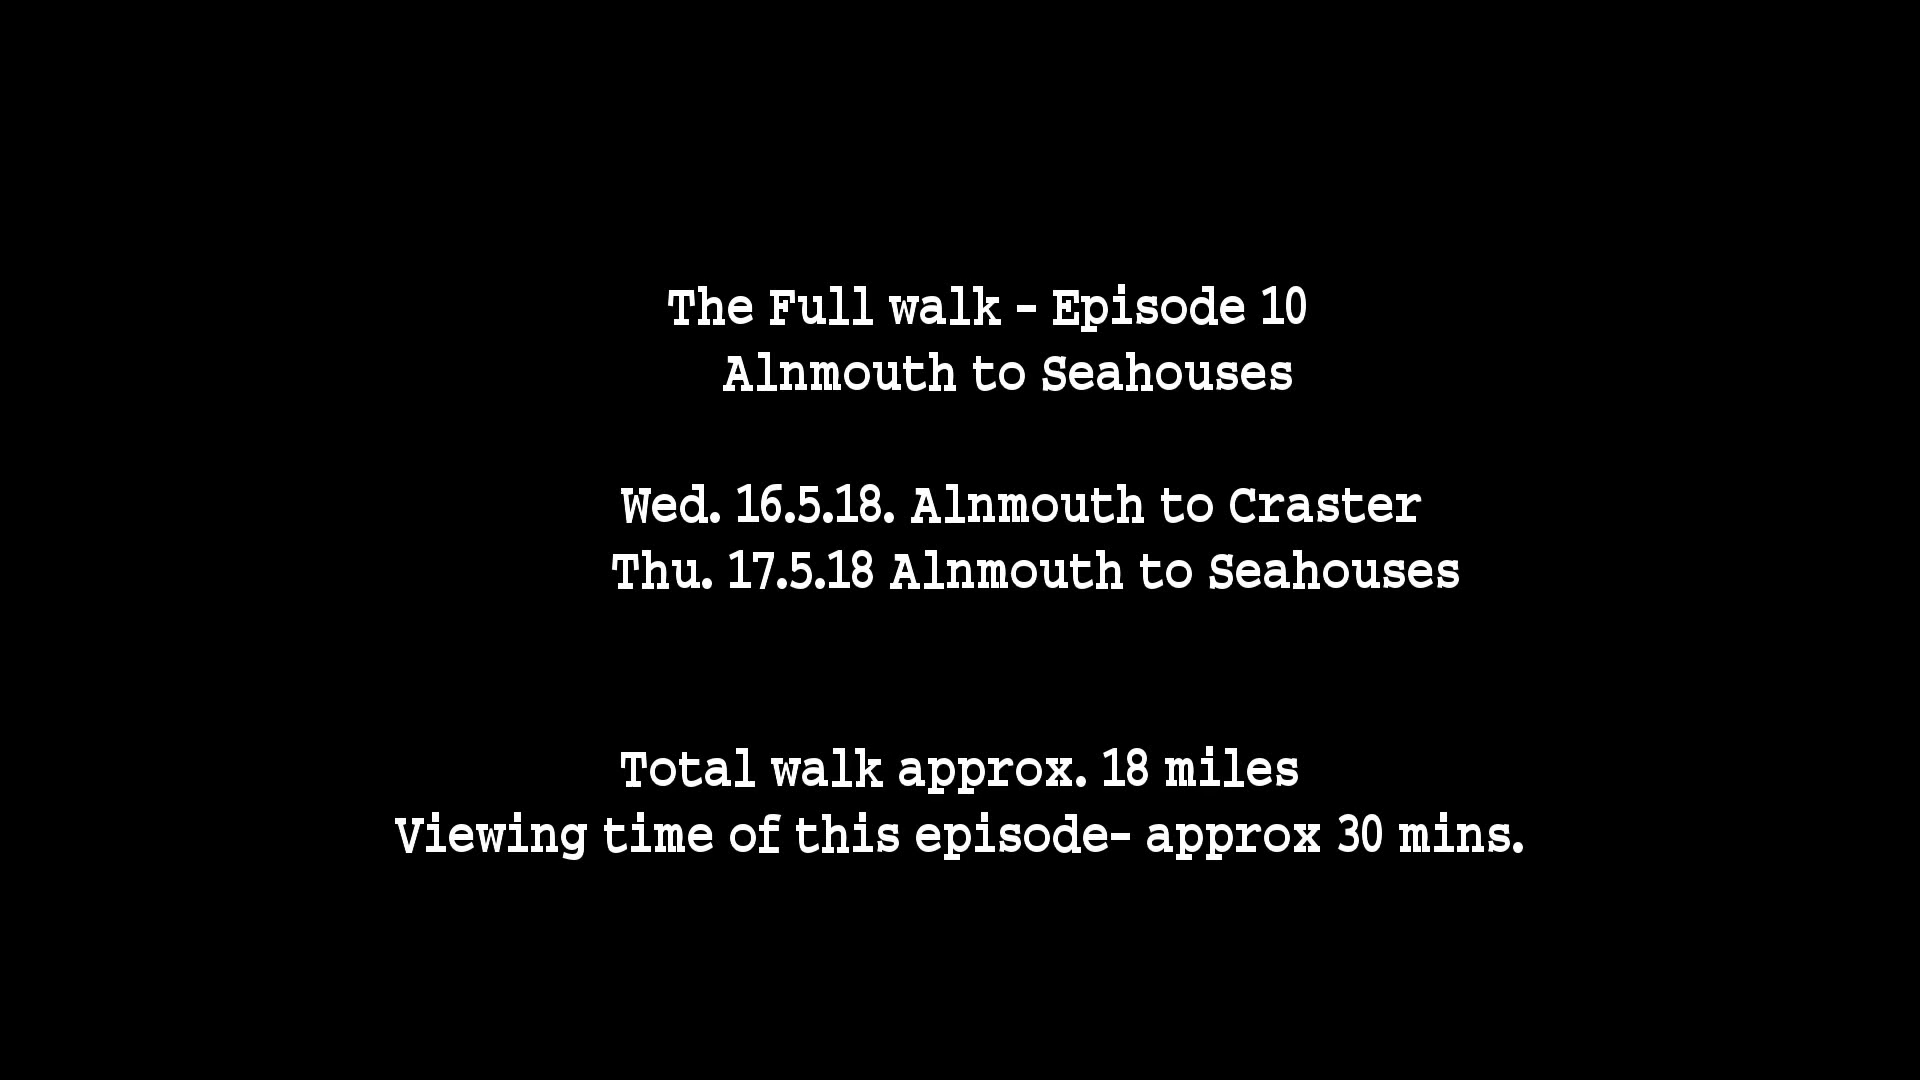 The Full walk - Episode 10
Alnmouth to Seahouses
Wed. 16.5.18. Alnmouth to Craster
Thu. 17.5.18 Alnmouth to Seahouses
Total walk approx. 18 miles
Viewing time of this episode- approx 30 mins.